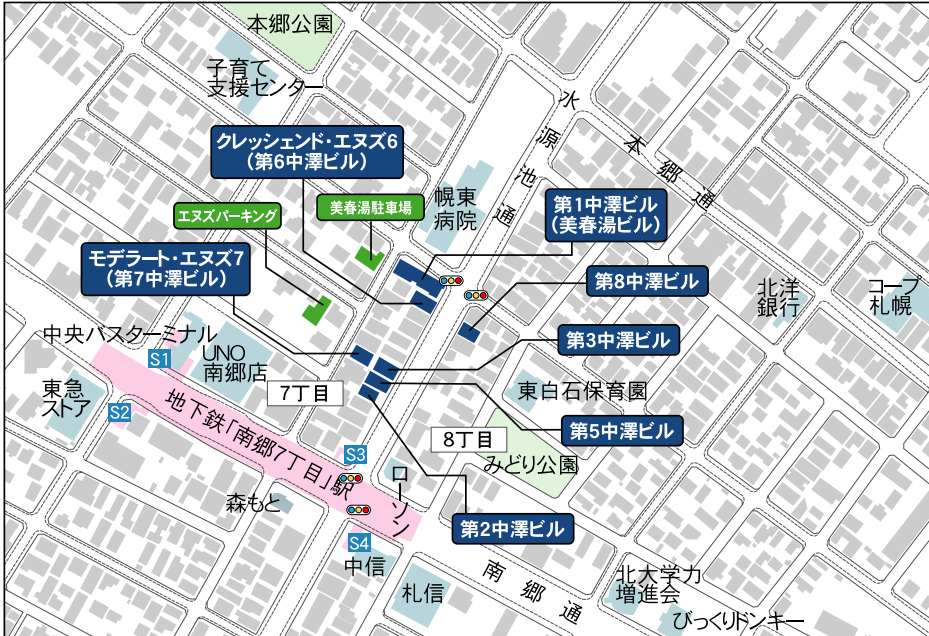 本郷公園
子育て
支援センター
クレッシェンド・エヌズ6
(第6中澤ビル)
水源池通
本郷通
エヌズパーキング
美春湯駐車場
幌東
病院
第1中澤ビル
(美春湯ビル)
モデラート・エヌズ7
(第7中澤ビル)
第8中澤ビル
北洋
銀行
コープ
札幌
中央バスターミナル
S1
UNO
南郷店
第3中澤ビル
東急
ストア
S2
7丁目
東白石保育園
地下鉄「南郷7丁目」駅
S3
8丁目
第5中澤ビル
みどり公園
ローソン
森もと
第2中澤ビル
S4
中信
札信
南郷通
北大学力
増進会
びっくりドンキー